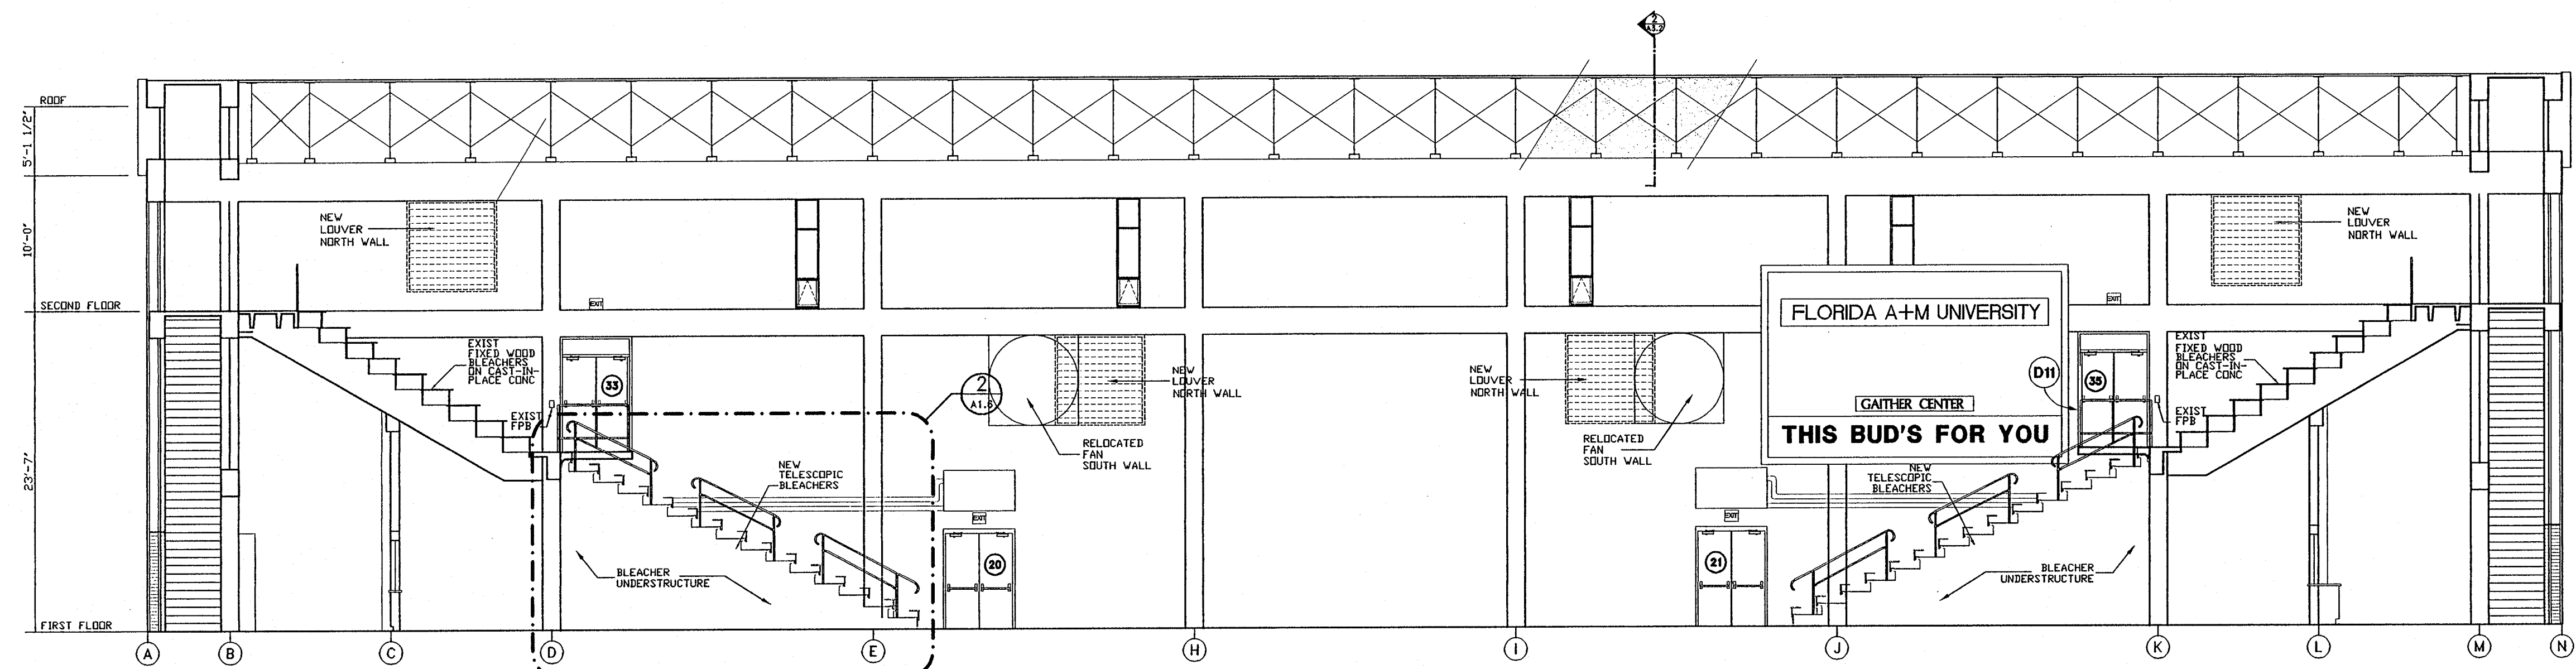 2
A3.2
ROOF
5'-1 1/2"
NEW
LOUVER
NORTH WALL
10'-0"
NEW
LOUVER
NORTH WALL
SECOND FLOOR
EXIT
EXIT
FLORIDA A+M UNIVERSITY
GAITHER CENTER
THIS BUD'S FOR YOU
EXIST
FIXED WOOD
BLEACHERS
ON CAST-IN-
PLACE CONC
33
EXIST
FPB
2
A1.6
NEW
LOUVER
NORTH WALL
RELOCATED
FAN
SOUTH WALL
NEW
LOUVER
NORTH WALL
RELOCATED
FAN
SOUTH WALL
D11
35
EXIST
FIXED WOOD
BLEACHERS
ON CAST-IN-
PLACE CONC
EXIST
FPB
23'-7"
NEW
TELESCOPIC
BLEACHERS
NEW
TELESCOPIC
BLEACHERS
EXIT
EXIT
20
21
BLEACHER
UNDERSTRUCTURE
BLEACHER
UNDERSTRUCTURE
FIRST FLOOR
A B C D E H I J K L M N